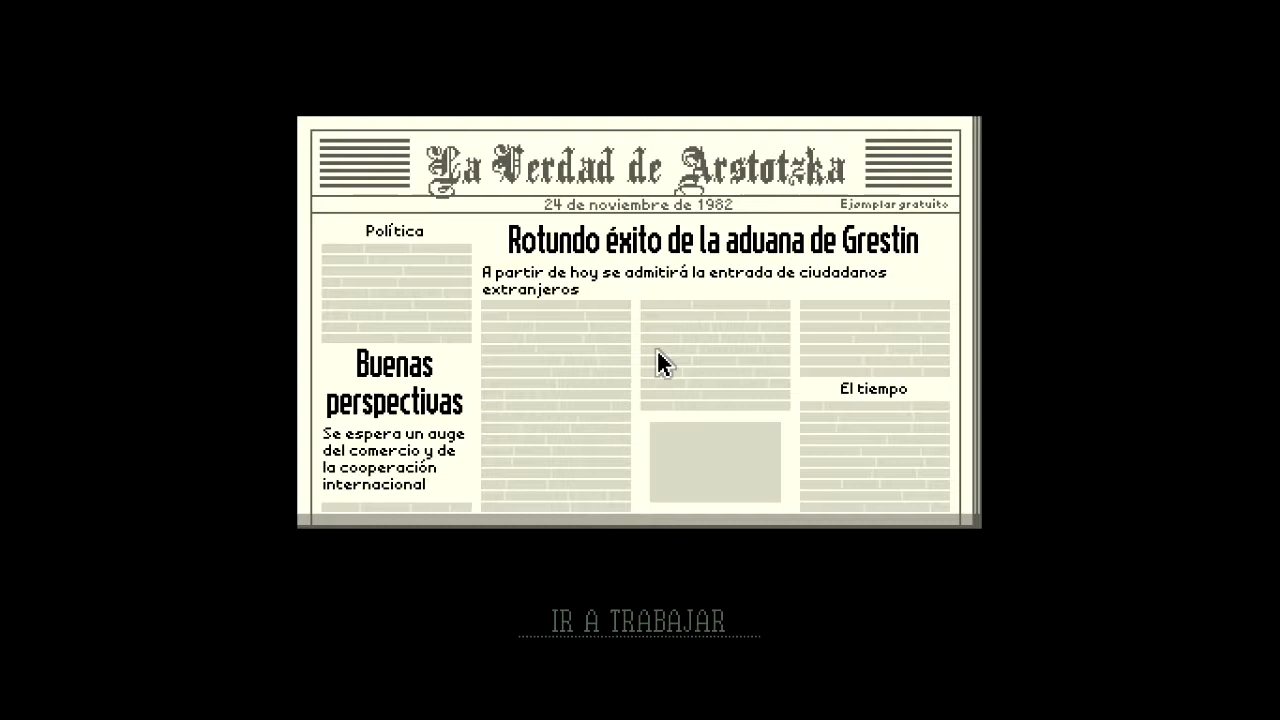 La Verdad de Arstotzka
24 de noviembre de 1982
Ejemplar gratuito
Política
Buenas
perspectivas
Se espera un auge
del comercio y de
la cooperación
internacional
Rotundo éxito de la aduana de Grestin
A partir de hoy se admitirá la entrada de ciudadanos
extranjeros
El tiempo
IR A TRABAJAR